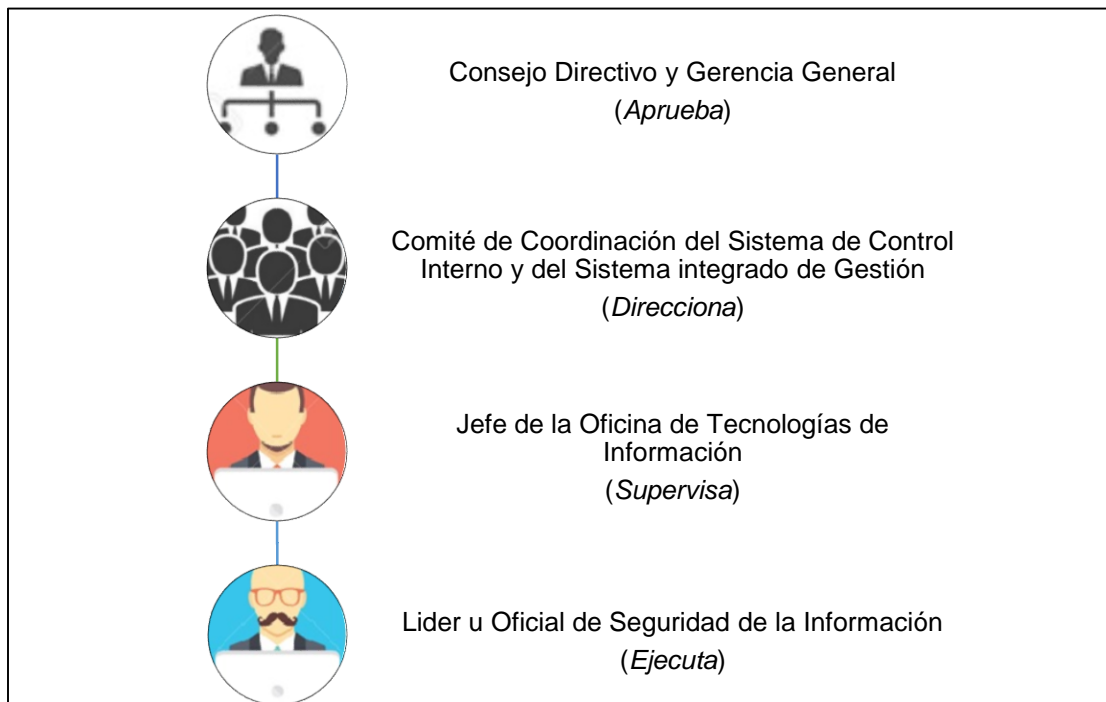 Consejo Directivo y Gerencia General
(Aprueba)
Comité de Coordinación del Sistema de Control
Interno y del Sistema integrado de Gestión
(Direcciona)
Jefe de la Oficina de Tecnologías de
Información
(Supervisa)
Lider u Oficial de Seguridad de la Información
(Ejecuta)